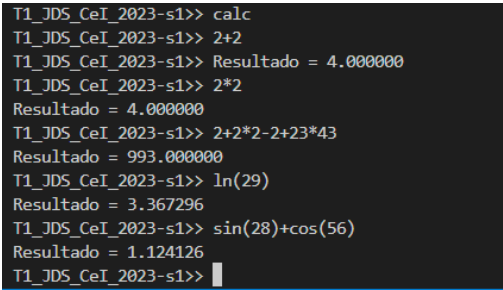 T1_JDS_CeI_2023-s1>> calc
T1_JDS_CeI_2023-s1>> 2+2
T1_JDS_CeI_2023-s1>> Resultado = 4.000000
T1_JDS_CeI_2023-s1>> 2*2
Resultado = 4.000000
T1_JDS_CeI_2023-s1>> 2+2*2-2+23*43
Resultado = 993.000000
T1_JDS_CeI_2023-s1>> ln(29)
Resultado = 3.367296
T1_JDS_CeI_2023-s1>> sin(28)+cos(56)
Resultado = 1.124126
T1_JDS_CeI_2023-s1>>